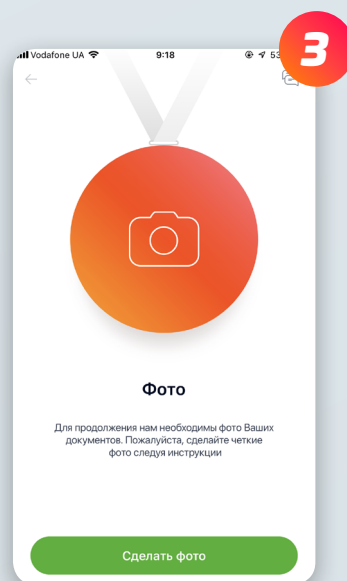 3
Vodafone UA 9:18
Фото
Для продолжения нам необходимы фото Ваших
документов. Пожалуйста, сделайте четкие
фото следуя инструкции
Сделать фото